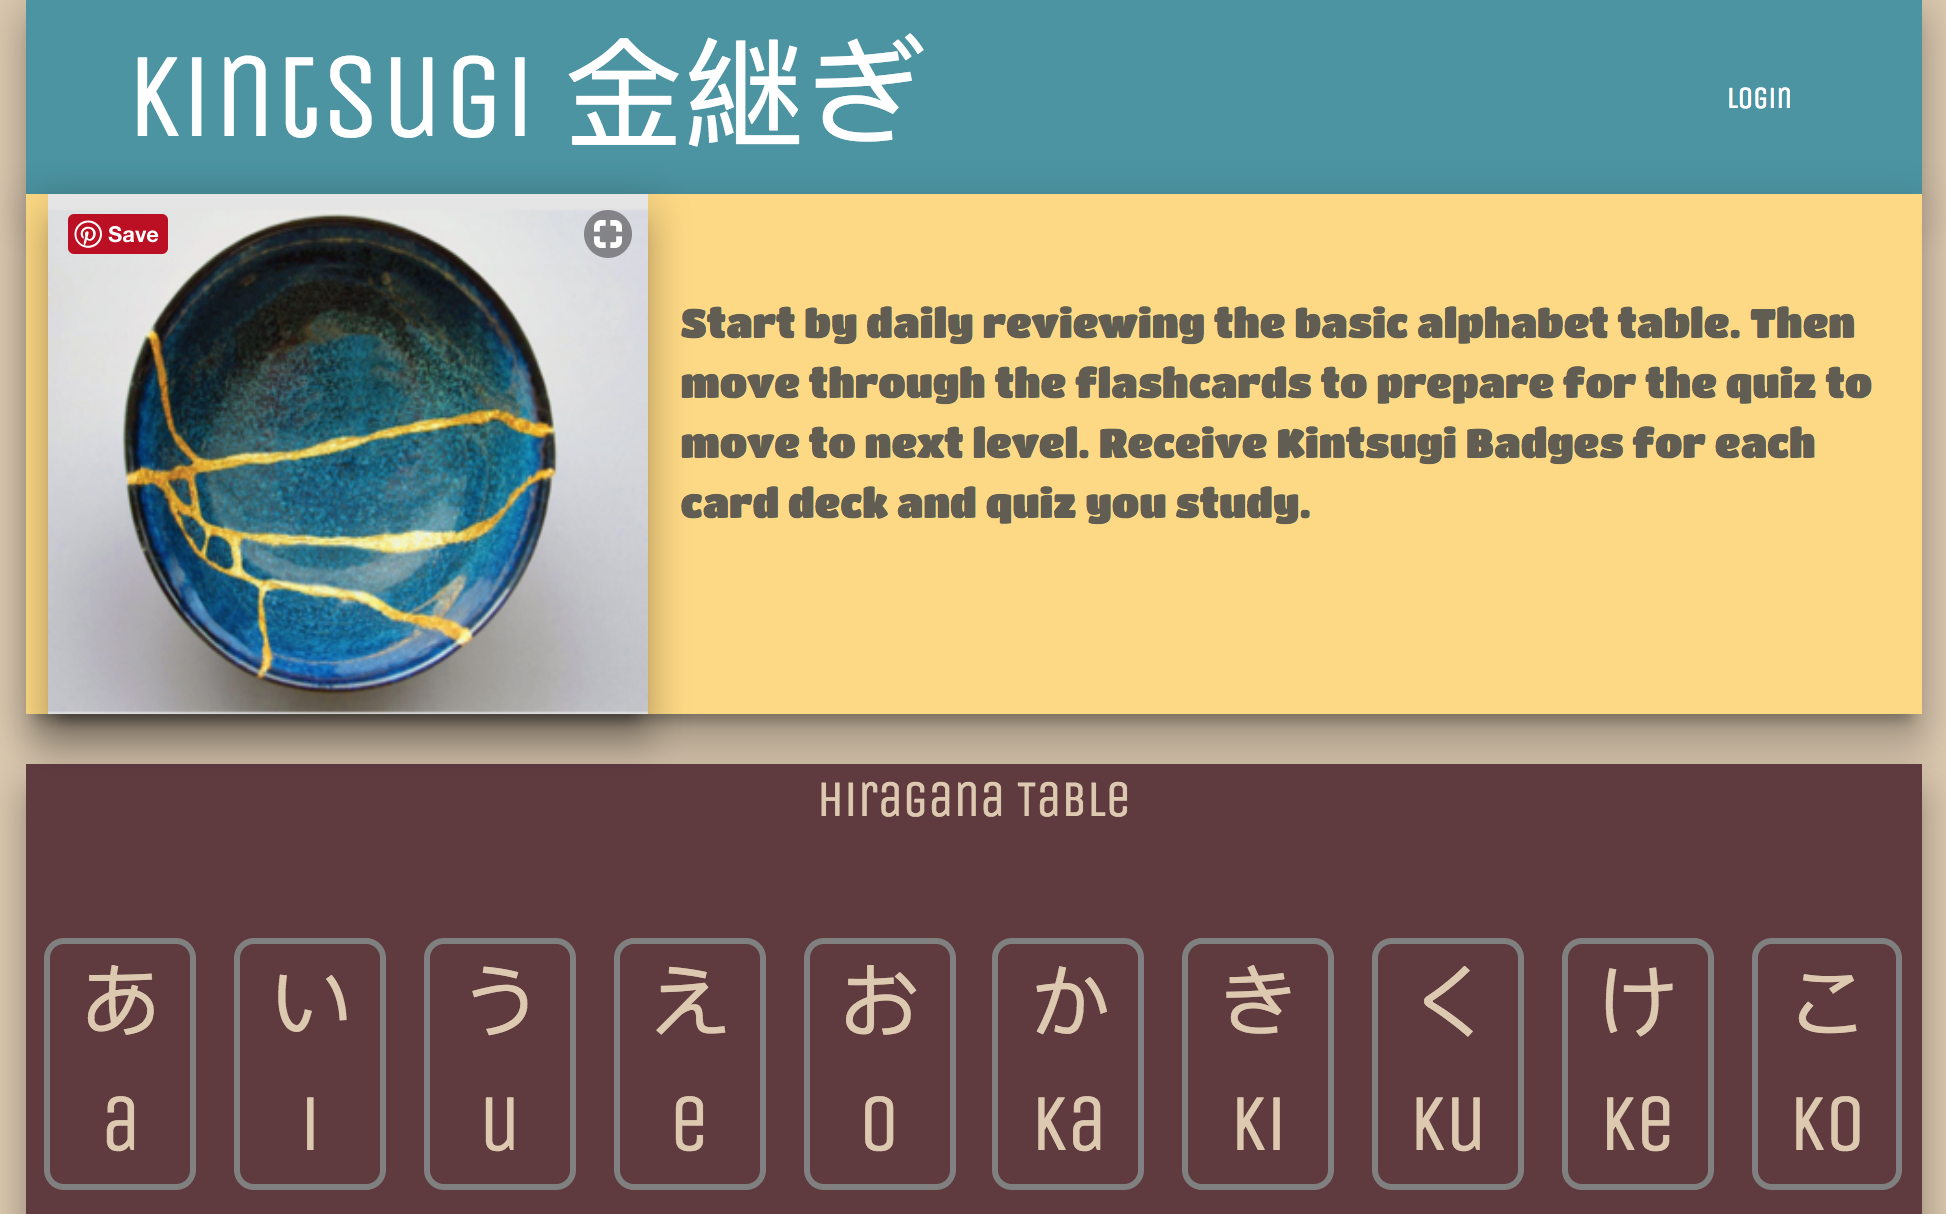 Kintsugi 金継ぎ
Login
Save
Start by daily reviewing the basic alphabet table. Then
move through the flashcards to prepare for the quiz to
move to next level. Receive Kintsugi Badges for each
card deck and quiz you study.
Hiragana Table
あ い う え お か き く け こ
a i u e o ka ki ku ke ko